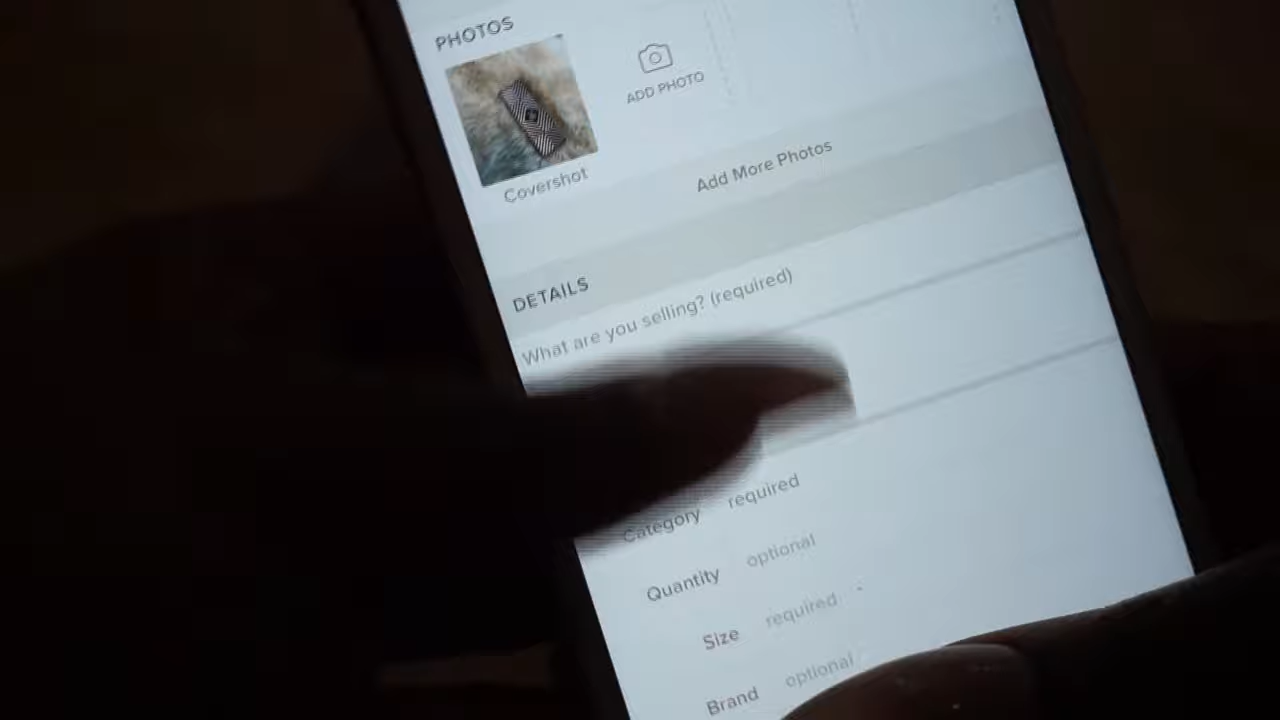 PHOTOS
ADD PHOTO
Covershot
Add More Photos
DETAILS
What are you selling? (required)
Category required
Quantity optional
Size required
Brand optional